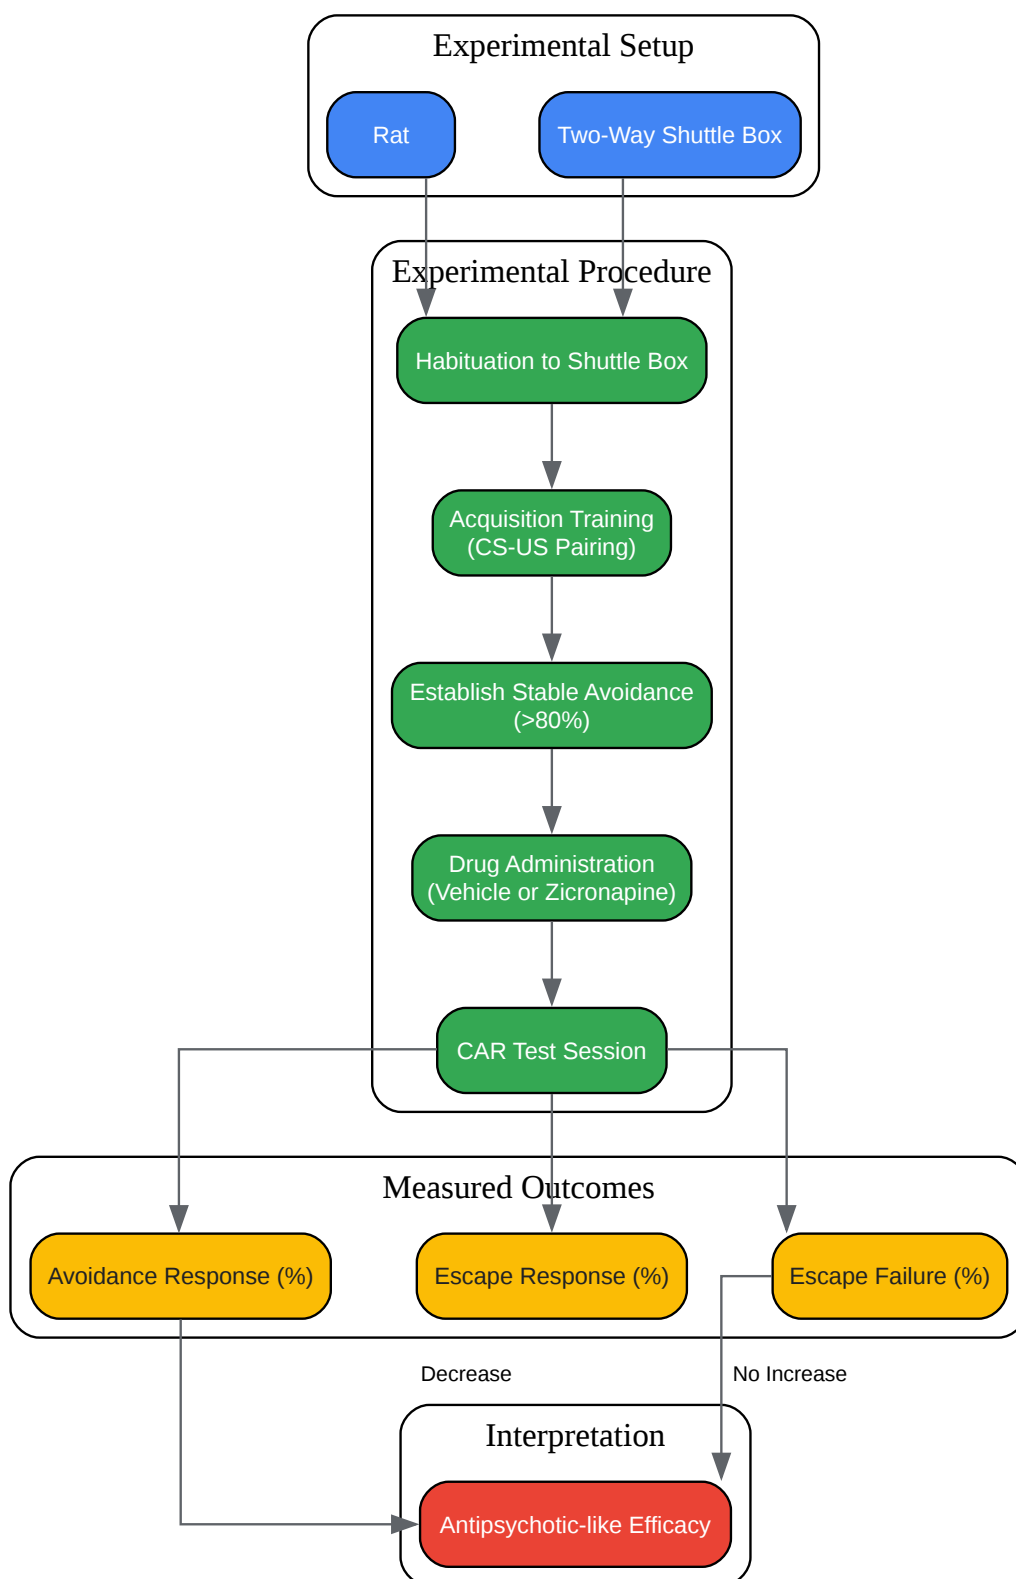 Experimental Setup
Rat
Two-Way Shuttle Box
Experimental Procedure
Habituation to Shuttle Box
Acquisition Training
(CS-US Pairing)
Establish Stable Avoidance
(>80%)
Drug Administration
(Vehicle or Zicronapine)
CAR Test Session
Measured Outcomes
Avoidance Response (%)
Escape Response (%)
Escape Failure (%)
Decrease
No Increase
Interpretation
Antipsychotic-like Efficacy